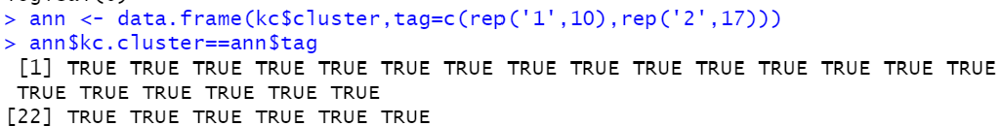 > ann <- data.frame(kc$cluster,tag=c(rep('1',10),rep('2',17)))
> ann$kc.cluster==ann$tag
[1] TRUE TRUE TRUE TRUE TRUE TRUE TRUE TRUE TRUE TRUE TRUE TRUE TRUE TRUE TRUE
TRUE TRUE TRUE TRUE TRUE TRUE
[22] TRUE TRUE TRUE TRUE TRUE TRUE